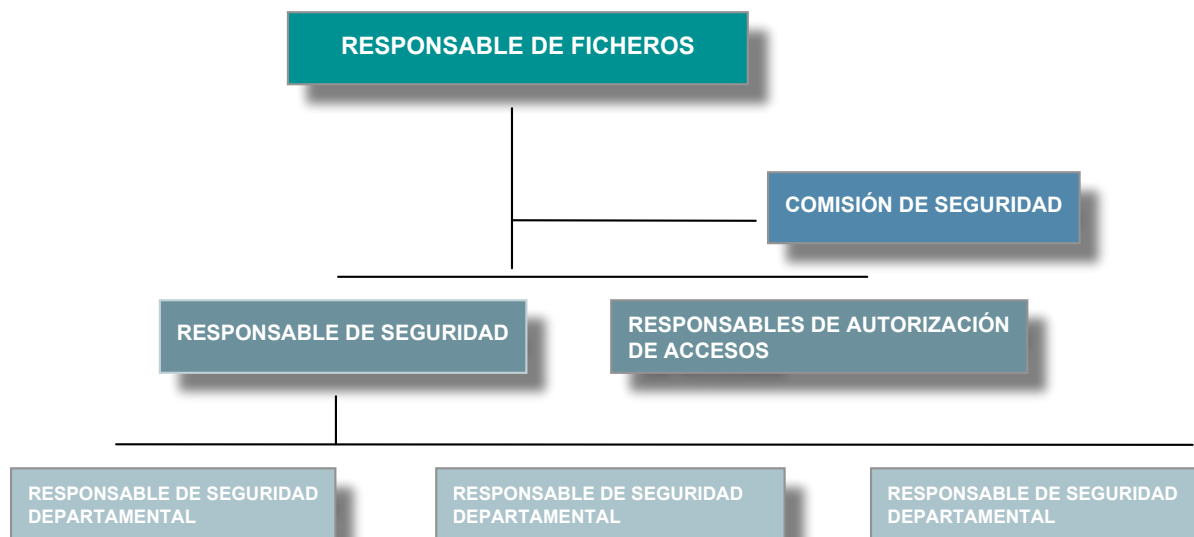 RESPONSABLE DE FICHEROS
COMISIÓN DE SEGURIDAD
RESPONSABLE DE SEGURIDAD
RESPONSABLES DE AUTORIZACIÓN
DE ACCESOS
RESPONSABLE DE SEGURIDAD
DEPARTAMENTAL
RESPONSABLE DE SEGURIDAD
DEPARTAMENTAL
RESPONSABLE DE SEGURIDAD
DEPARTAMENTAL